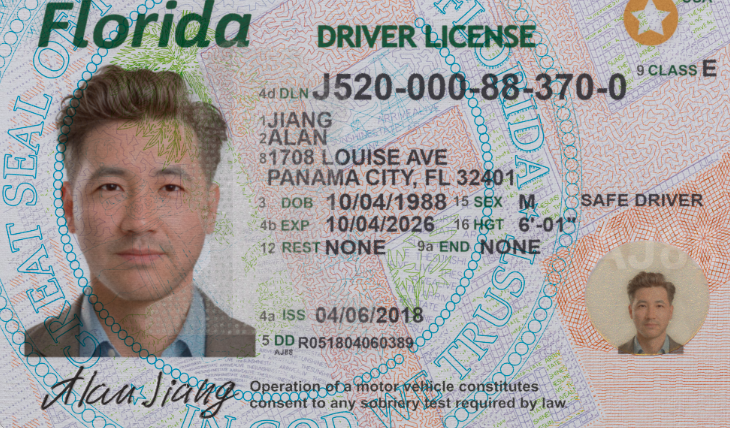 Florida DRIVER LICENSE
9 CLASS E
4d DLN J520-000-88-370-0
1 JIANG
2 ALAN
8 1708 LOUISE AVE
PANAMA CITY, FL 32401
3 DOB 10/04/1988 15 SEX M SAFE DRIVER
4b EXP 10/04/2026 16 HGT 6'-01"
12 REST NONE 9a END NONE
AJ88
4a ISS 04/06/2018
5 DD R051804060389
AJ88
Alan Jiang
Operation of a motor vehicle constitutes
consent to any sobriety test required by law.
GREAT SEAL OF
FLORIDA
IN GOD WE TRUST